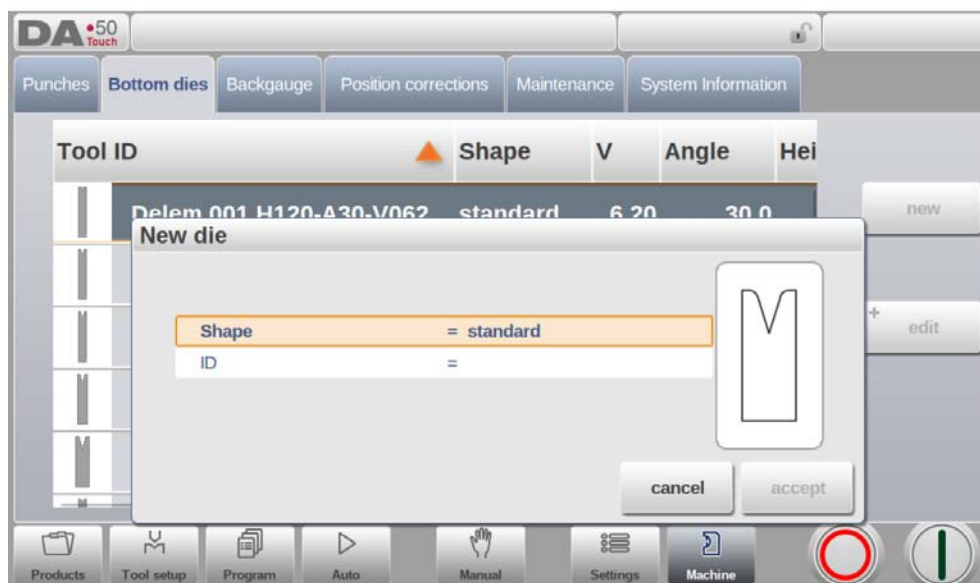 DA•50
Touch
Punches Bottom dies Backgauge Position corrections Maintenance System Information
Tool ID Shape V Angle Hei
Delem 001 H120-A30-V062 standard 6.20 30.0
new
New die
Shape = standard
edit
ID =
cancel accept
Products Tool setup Program Auto Manual Settings Machine